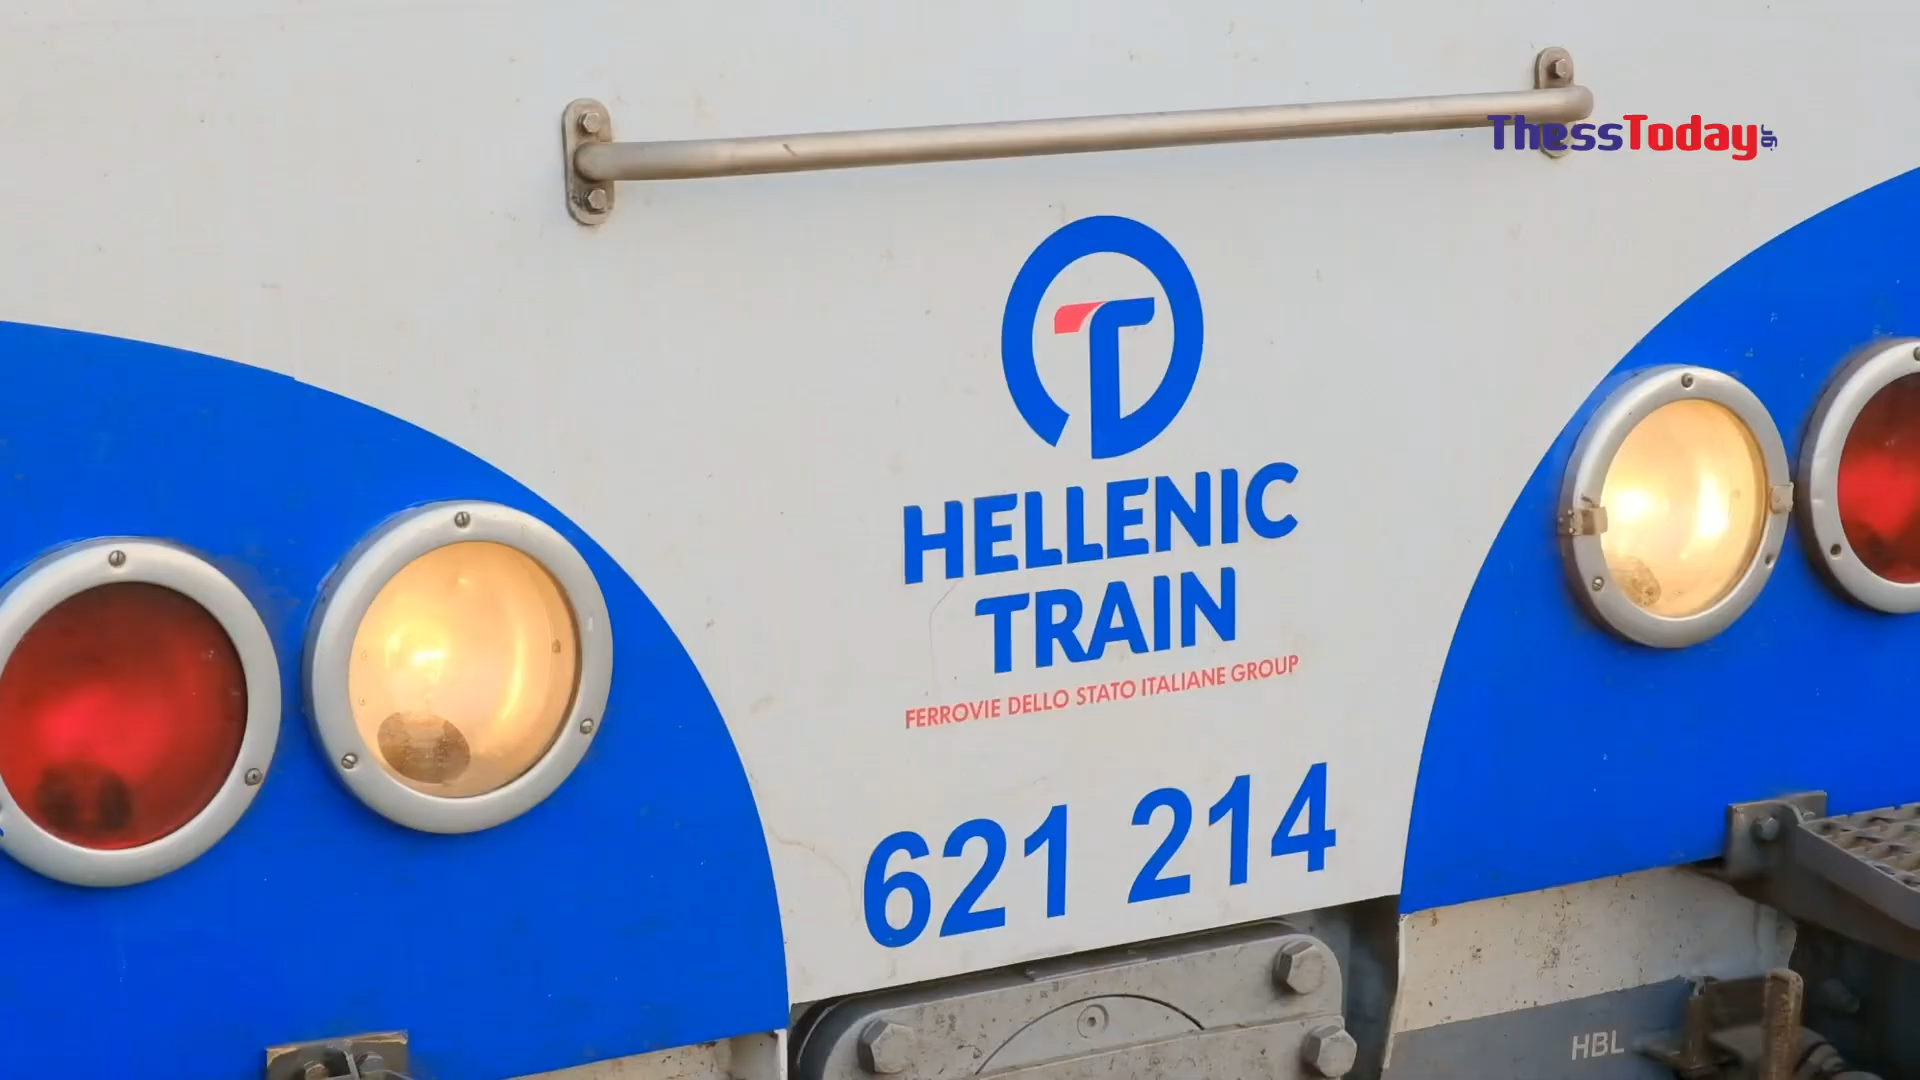 ThessToday.gr
HELLENIC
TRAIN
FERROVIE DELLO STATO ITALIANE GROUP
621 214
HBL